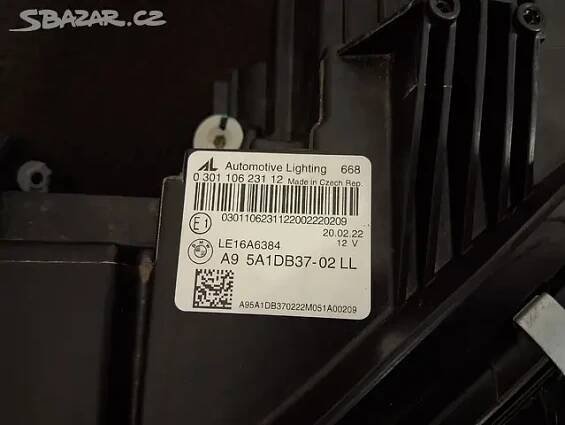 SBAZAR.CZ
AL Automotive Lighting 668
0 301 106 231 12 Made in Czech Rep.
0301106231122002220209
E1 20.02.22
LE16A6384 12 V
BMW A9 5A1DB37-02 LL
A95A1DB370222M051A00209